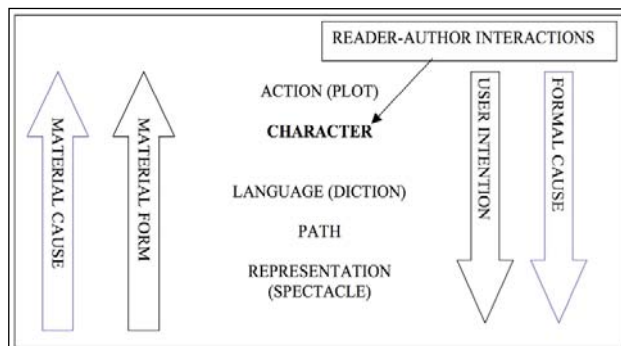 READER-AUTHOR INTERACTIONS
ACTION (PLOT)
CHARACTER
LANGUAGE (DICTION)
PATH
REPRESENTATION
(SPECTACLE)
MATERIAL CAUSE
MATERIAL FORM
USER INTENTION
FORMAL CAUSE